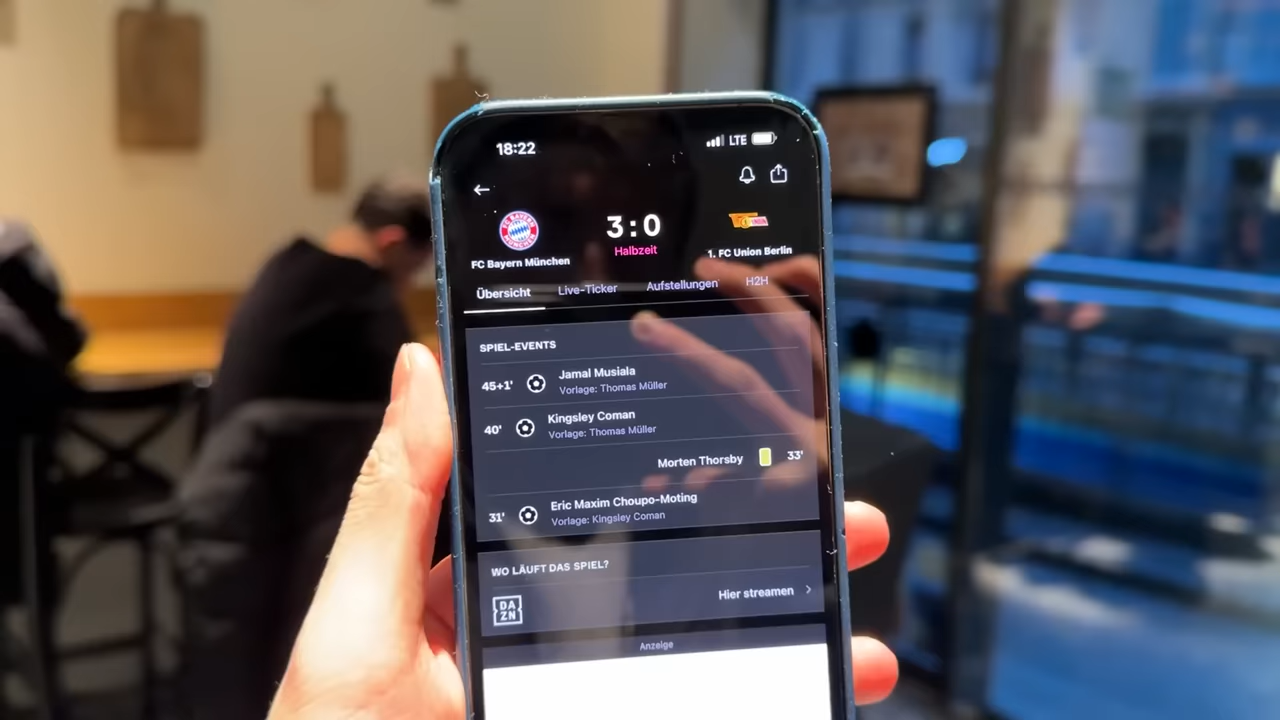 18:22
LTE
3:0
Halbzeit
FC Bayern München
1. FC Union Berlin
Übersicht
Live-Ticker
Aufstellungen
H2H
SPIEL-EVENTS
45+1'
Jamal Musiala
Vorlage: Thomas Müller
40'
Kingsley Coman
Vorlage: Thomas Müller
Morten Thorsby
33'
31'
Eric Maxim Choupo-Moting
Vorlage: Kingsley Coman
WO LÄUFT DAS SPIEL?
DA
ZN
Hier streamen
Anzeige